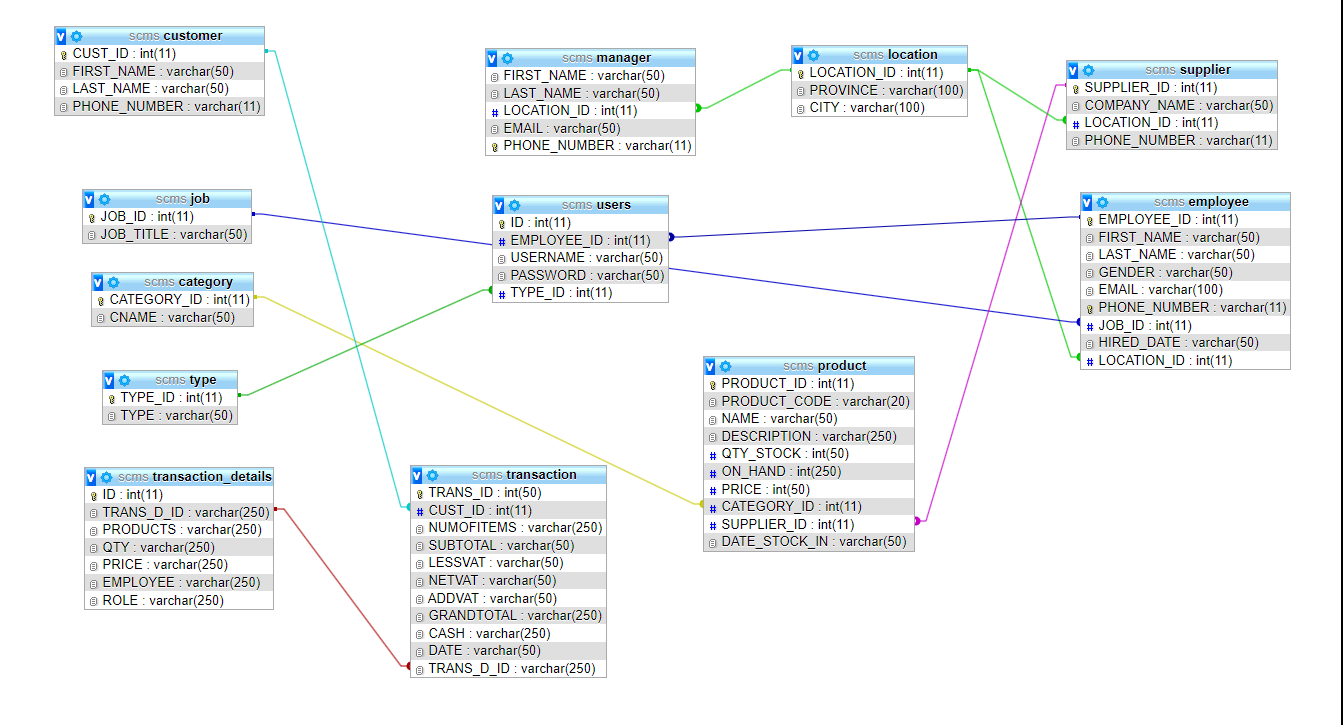 scms customer
CUST_ID : int(11)
FIRST_NAME : varchar(50)
LAST_NAME : varchar(50)
PHONE_NUMBER : varchar(11)
scms manager
FIRST_NAME : varchar(50)
LAST_NAME : varchar(50)
LOCATION_ID : int(11)
EMAIL : varchar(50)
PHONE_NUMBER : varchar(11)
scms location
LOCATION_ID : int(11)
PROVINCE : varchar(100)
CITY : varchar(100)
scms supplier
SUPPLIER_ID : int(11)
COMPANY_NAME : varchar(50)
LOCATION_ID : int(11)
PHONE_NUMBER : varchar(11)
scms job
JOB_ID : int(11)
JOB_TITLE : varchar(50)
scms users
ID : int(11)
EMPLOYEE_ID : int(11)
USERNAME : varchar(50)
PASSWORD : varchar(50)
TYPE_ID : int(11)
scms employee
EMPLOYEE_ID : int(11)
FIRST_NAME : varchar(50)
LAST_NAME : varchar(50)
GENDER : varchar(50)
EMAIL : varchar(100)
PHONE_NUMBER : varchar(11)
JOB_ID : int(11)
HIRED_DATE : varchar(50)
LOCATION_ID : int(11)
scms category
CATEGORY_ID : int(11)
CNAME : varchar(50)
scms type
TYPE_ID : int(11)
TYPE : varchar(50)
scms product
PRODUCT_ID : int(11)
PRODUCT_CODE : varchar(20)
NAME : varchar(50)
DESCRIPTION : varchar(250)
QTY_STOCK : int(50)
ON_HAND : int(250)
PRICE : int(50)
CATEGORY_ID : int(11)
SUPPLIER_ID : int(11)
DATE_STOCK_IN : varchar(50)
scms transaction_details
ID : int(11)
TRANS_D_ID : varchar(250)
PRODUCTS : varchar(250)
QTY : varchar(250)
PRICE : varchar(250)
EMPLOYEE : varchar(250)
ROLE : varchar(250)
scms transaction
TRANS_ID : int(50)
CUST_ID : int(11)
NUMOFITEMS : varchar(250)
SUBTOTAL : varchar(50)
LESSVAT : varchar(50)
NETVAT : varchar(50)
ADDVAT : varchar(50)
GRANDTOTAL : varchar(250)
CASH : varchar(250)
DATE : varchar(50)
TRANS_D_ID : varchar(250)